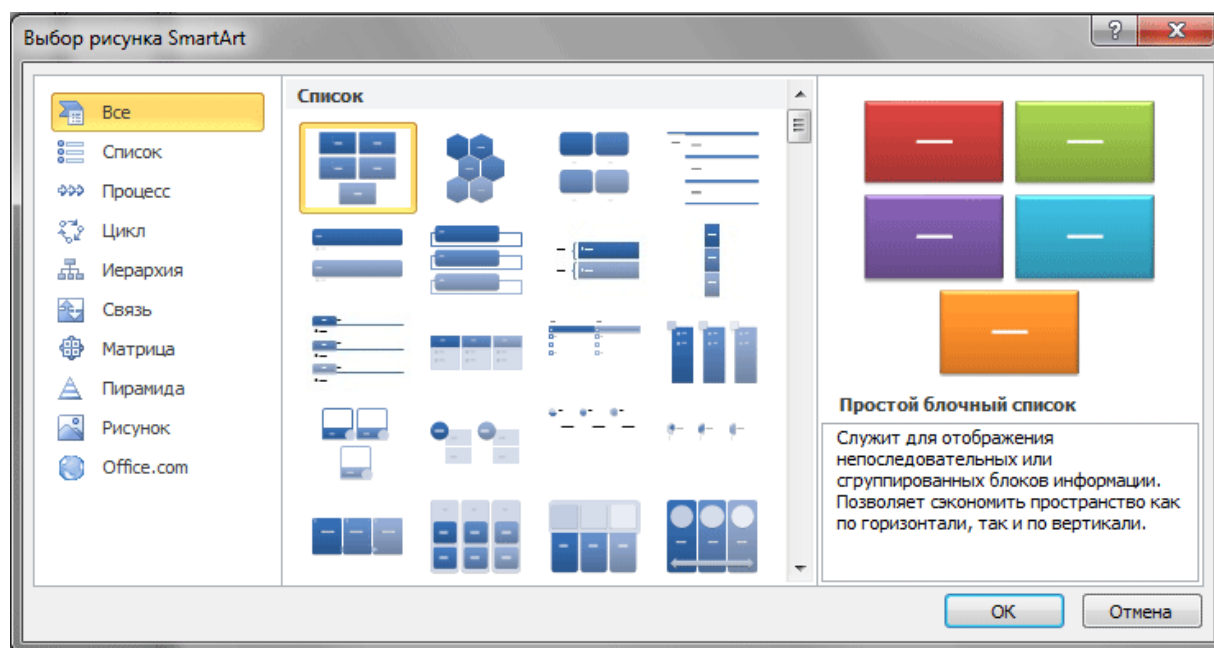 Выбор рисунка SmartArt
Все
Список
Процесс
Цикл
Иерархия
Связь
Матрица
Пирамида
Рисунок
Office.com
Список
Простой блочный список
Служит для отображения
непоследовательных или
сгруппированных блоков информации.
Позволяет сэкономить пространство как
по горизонтали, так и по вертикали.
OK
Отмена